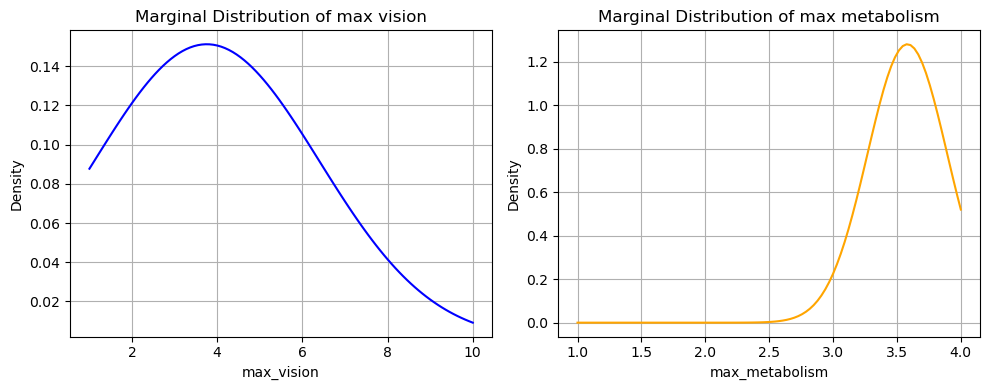 Marginal Distribution of max vision
Density
0.14
0.12
0.10
0.08
0.06
0.04
0.02
2 4 6 8 10
max_vision
Marginal Distribution of max metabolism
Density
1.2
1.0
0.8
0.6
0.4
0.2
0.0
1.0 1.5 2.0 2.5 3.0 3.5 4.0
max_metabolism